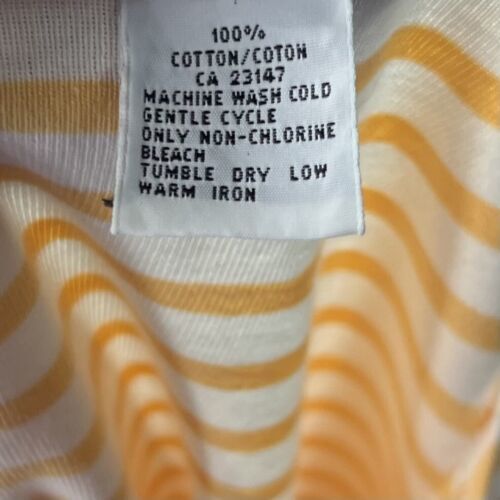 100%
COTTON/COTON
CA 23147
MACHINE WASH COLD
GENTLE CYCLE
ONLY NON-CHLORINE
BLEACH
TUMBLE DRY LOW
WARM IRON